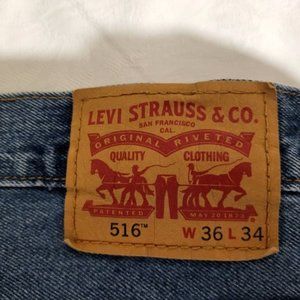 LEVI STRAUSS & CO.
SAN FRANCISCO
CAL.
ORIGINAL RIVETED
QUALITY CLOTHING
PATENTED MAY 20 1873
516™ W 36 L 34